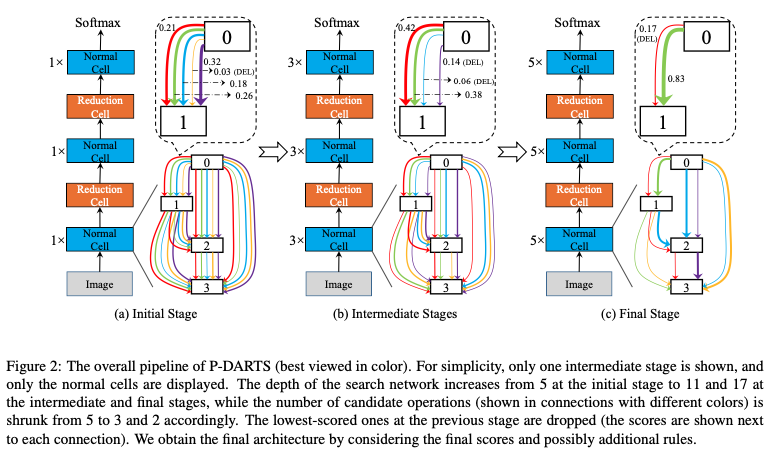 Softmax
1× Normal Cell
Reduction Cell
1× Normal Cell
Reduction Cell
1× Normal Cell
Image
0.21
0
0.32
0.03 (DEL)
0.18
0.26
1
0
1
2
3
(a) Initial Stage
Softmax
3× Normal Cell
Reduction Cell
3× Normal Cell
Reduction Cell
3× Normal Cell
Image
0.42
0
0.14 (DEL)
0.06 (DEL)
0.38
1
0
1
2
3
(b) Intermediate Stages
Softmax
5× Normal Cell
Reduction Cell
5× Normal Cell
Reduction Cell
5× Normal Cell
Image
0.17
(DEL)
0
0.83
1
0
1
2
3
(c) Final Stage
Figure 2: The overall pipeline of P-DARTS (best viewed in color). For simplicity, only one intermediate stage is shown, and
only the normal cells are displayed. The depth of the search network increases from 5 at the initial stage to 11 and 17 at
the intermediate and final stages, while the number of candidate operations (shown in connections with different colors) is
shrunk from 5 to 3 and 2 accordingly. The lowest-scored ones at the previous stage are dropped (the scores are shown next
to each connection). We obtain the final architecture by considering the final scores and possibly additional rules.